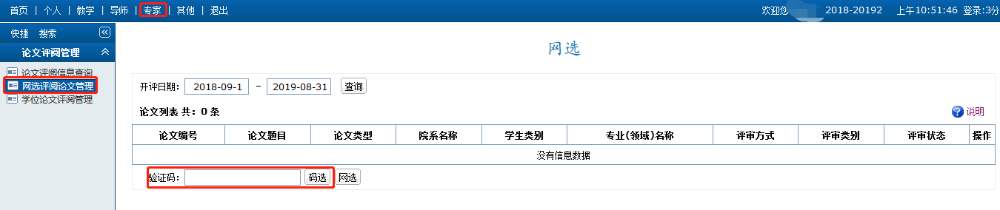 首页 | 个人 | 教学 | 导师 | 专家 | 其他 | 退出 欢迎您 2018-20192 上午10:51:46 登录:3分
快捷 搜索
论文评阅管理
论文评阅信息查询
网选评阅论文管理
学位论文评阅管理
网选
开评日期： 2018-09-1 - 2019-08-31 查询
论文列表 共：0 条 说明
论文编号 论文题目 论文类型 院系名称 学生类别 专业(领域)名称 评审方式 评审类别 评审状态 操作
没有信息数据
验证码： 码选 网选